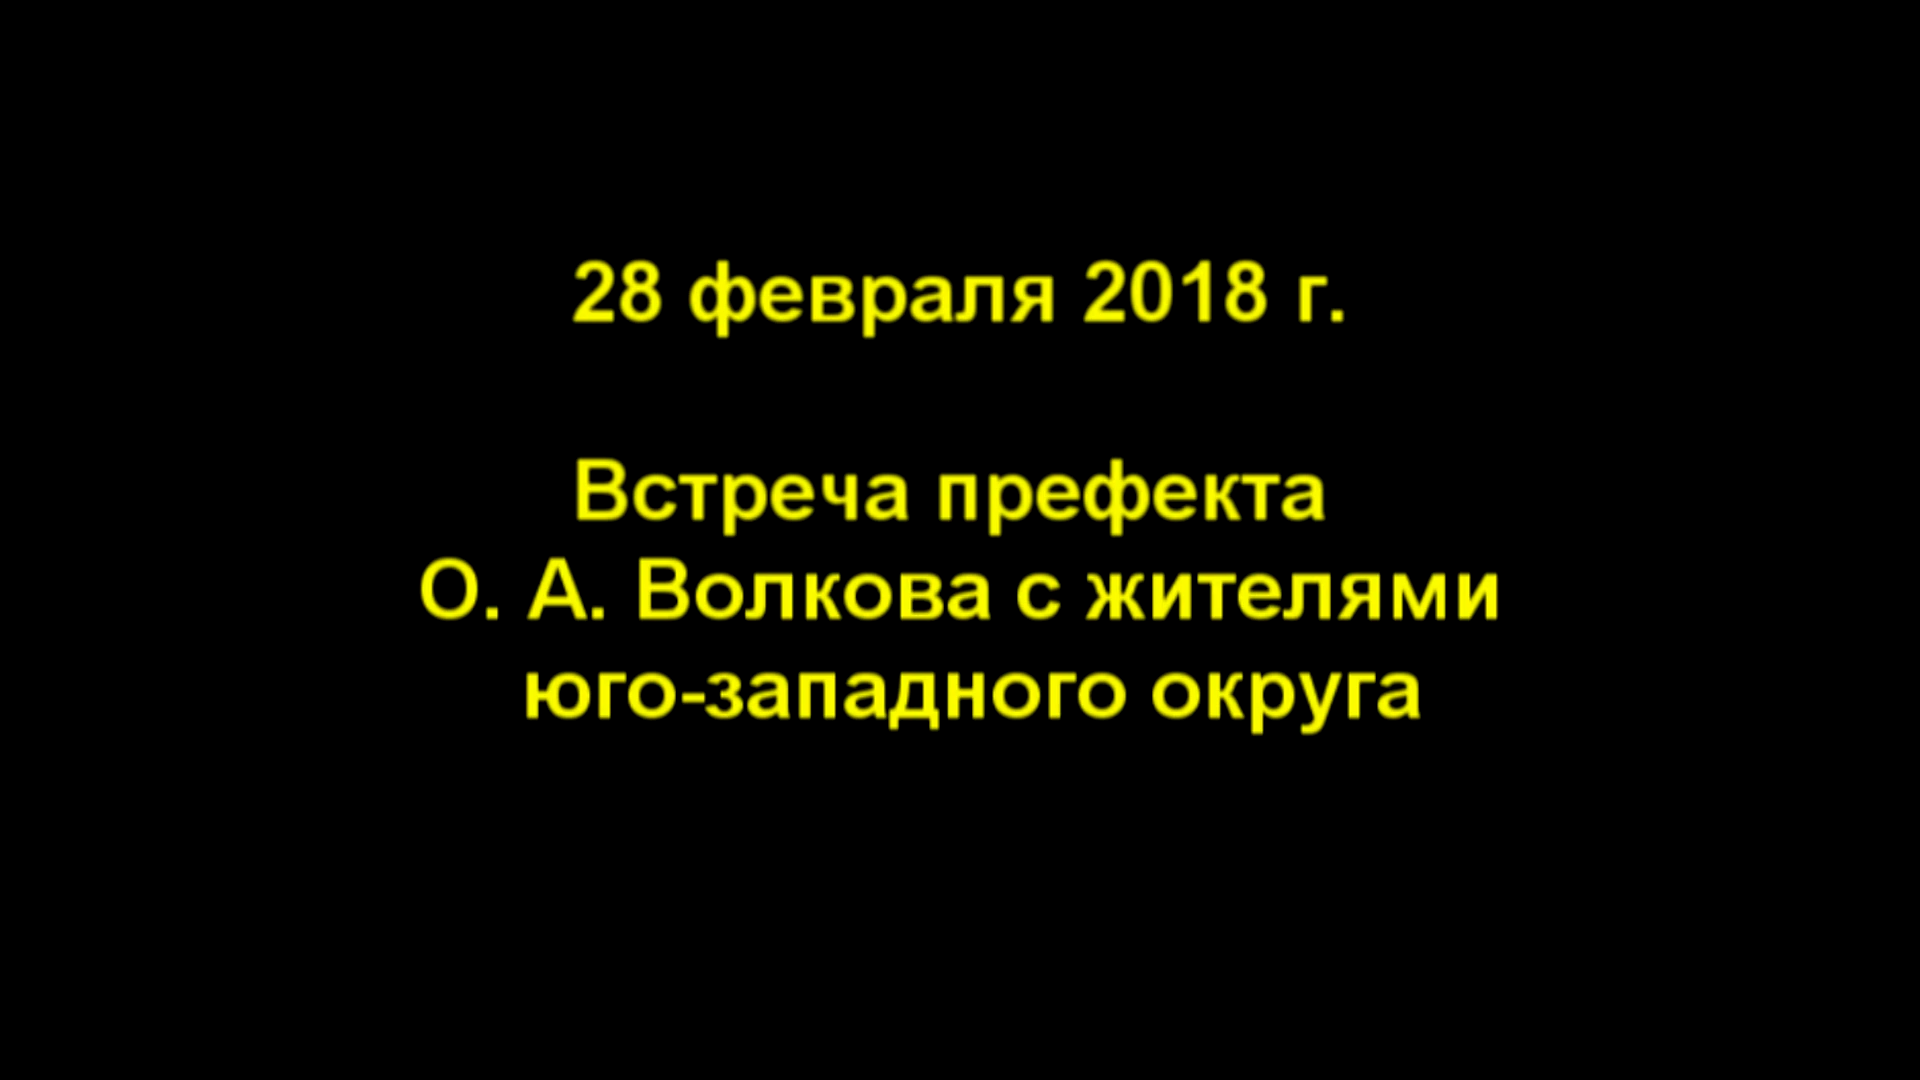 28 февраля 2018 г.
Встреча префекта
О. А. Волкова с жителями
юго-западного округа